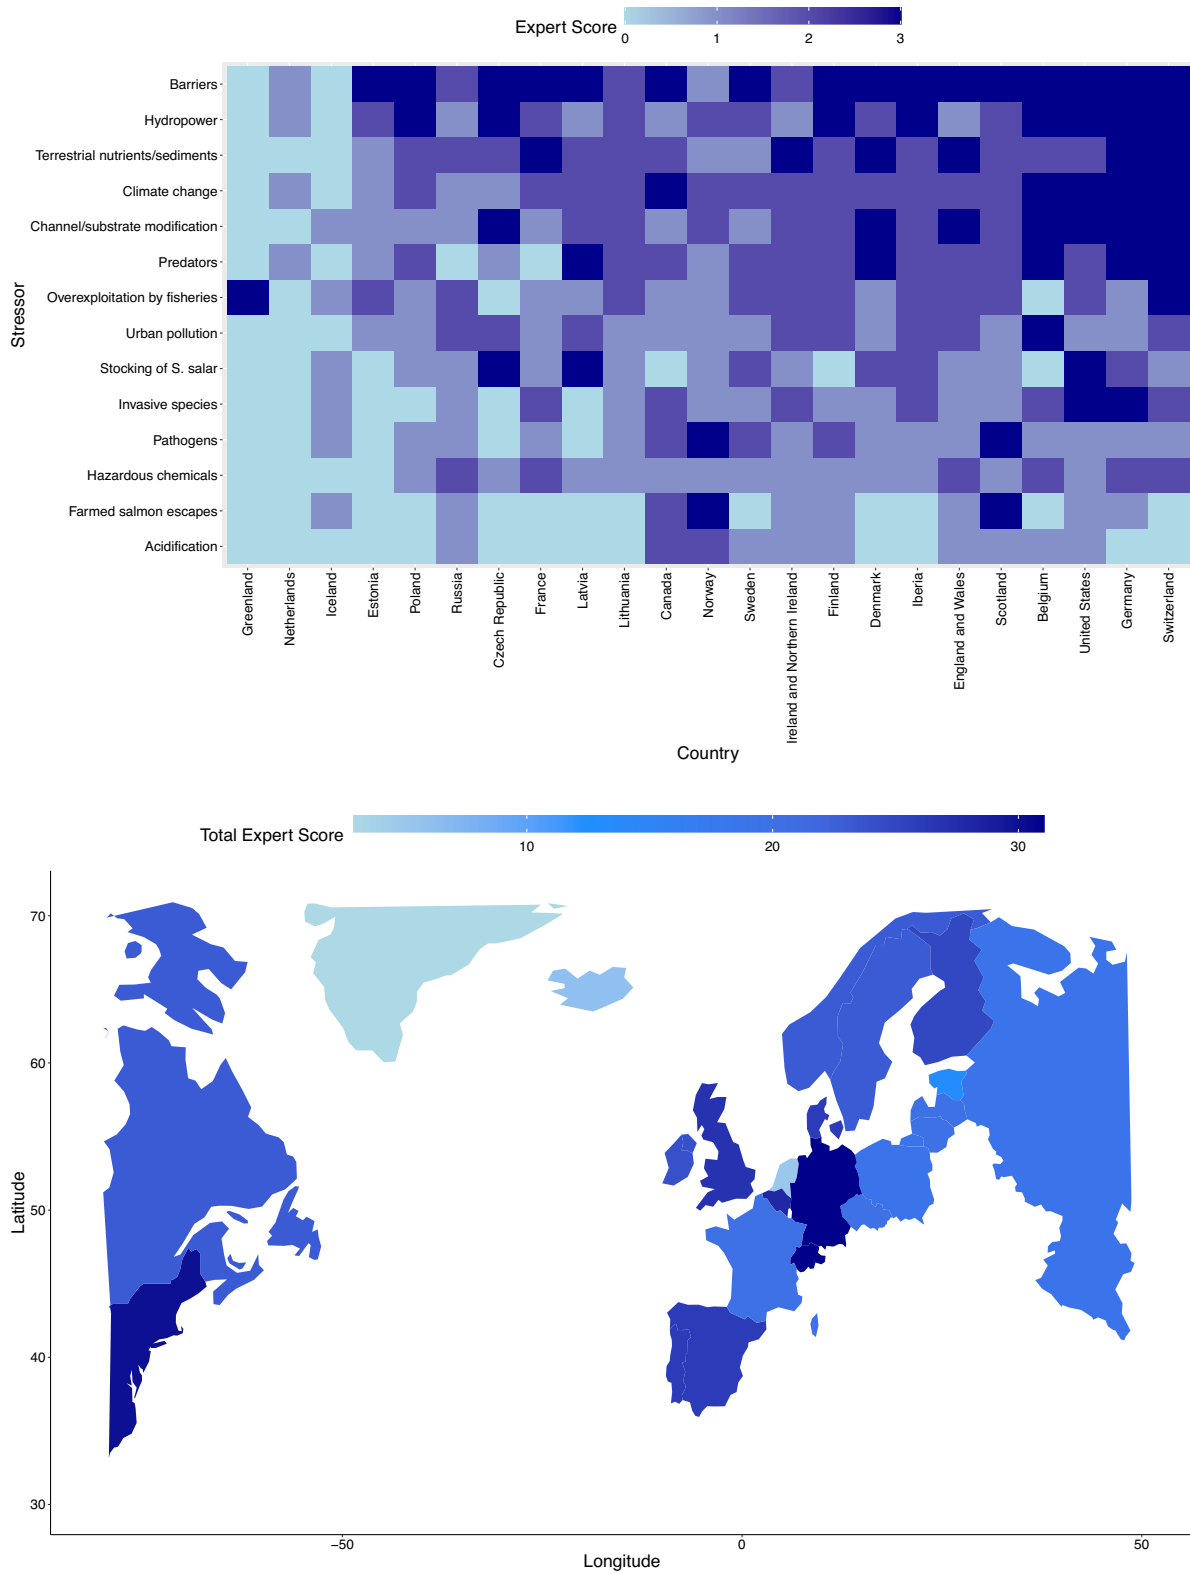 Expert Score
0 1 2 3
Stressor
Barriers
Hydropower
Terrestrial nutrients/sediments
Climate change
Channel/substrate modification
Predators
Overexploitation by fisheries
Urban pollution
Stocking of S. salar
Invasive species
Pathogens
Hazardous chemicals
Farmed salmon escapes
Acidification
Greenland
Netherlands
Iceland
Estonia
Poland
Russia
Czech Republic
France
Latvia
Lithuania
Canada
Norway
Sweden
Ireland and Northern Ireland
Finland
Denmark
Iberia
England and Wales
Scotland
Belgium
United States
Germany
Switzerland
Country
Total Expert Score
10 20 30
Latitude
70
60
50
40
30
−50 0 50
Longitude